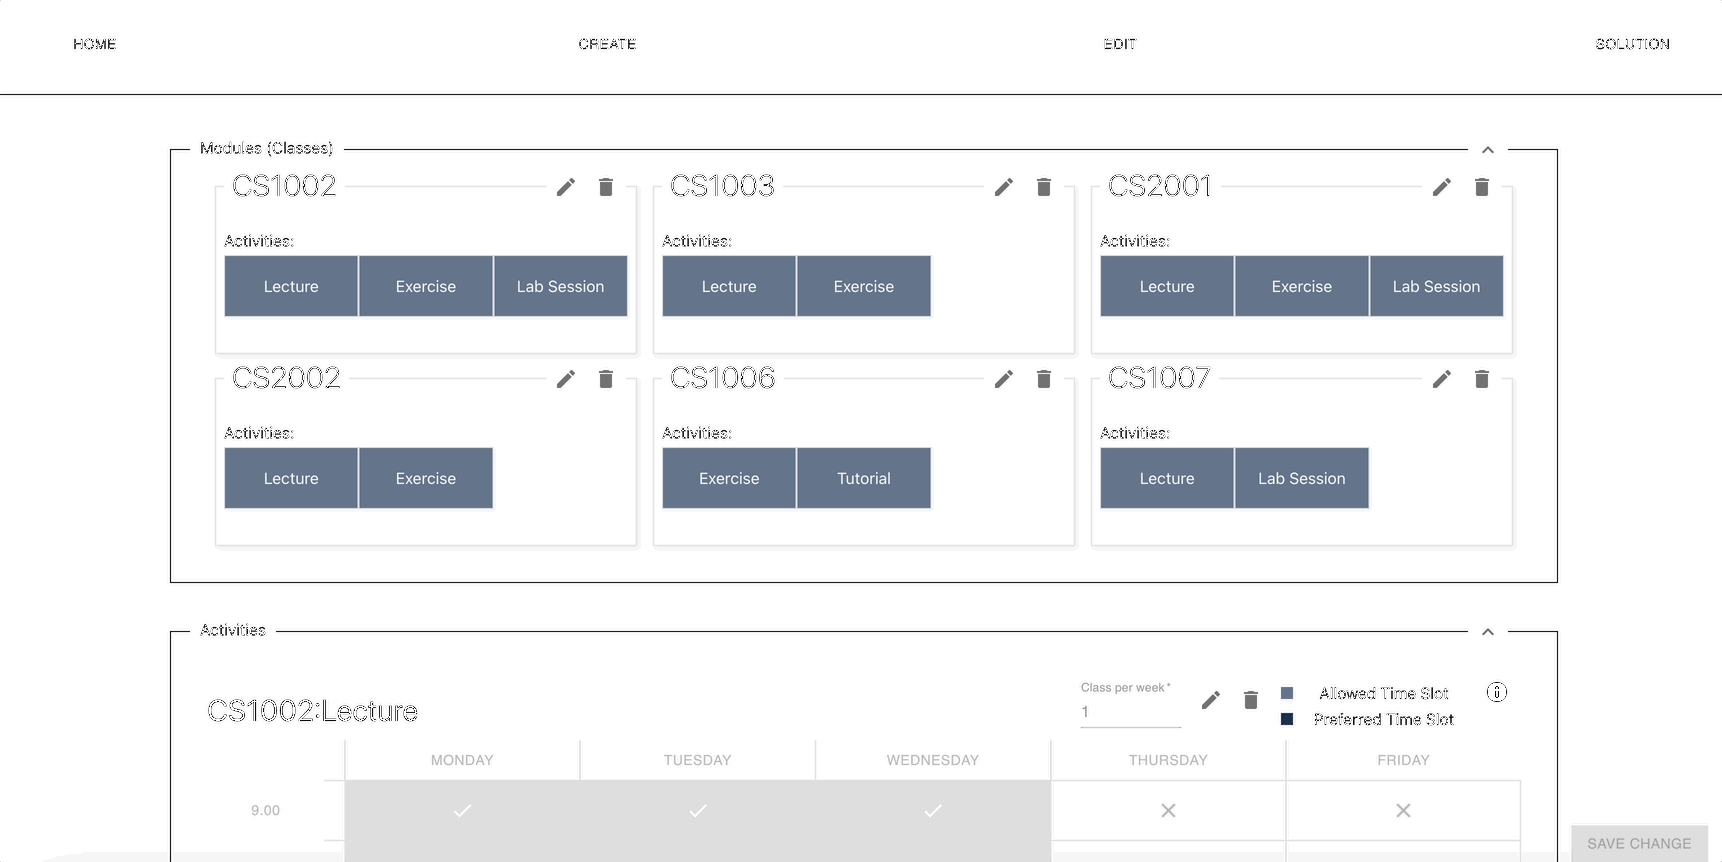 HOME CREATE EDIT SOLUTION
Modules (Classes)
CS1002 CS1003 CS2001
Activities: Activities: Activities:
Lecture Exercise Lab Session Lecture Exercise Lecture Exercise Lab Session
CS2002 CS1006 CS1007
Activities: Activities: Activities:
Lecture Exercise Exercise Tutorial Lecture Lab Session
Activities
Class per week *
CS1002:Lecture 1 Allowed Time Slot
Preferred Time Slot
MONDAY TUESDAY WEDNESDAY THURSDAY FRIDAY
9.00
SAVE CHANGE